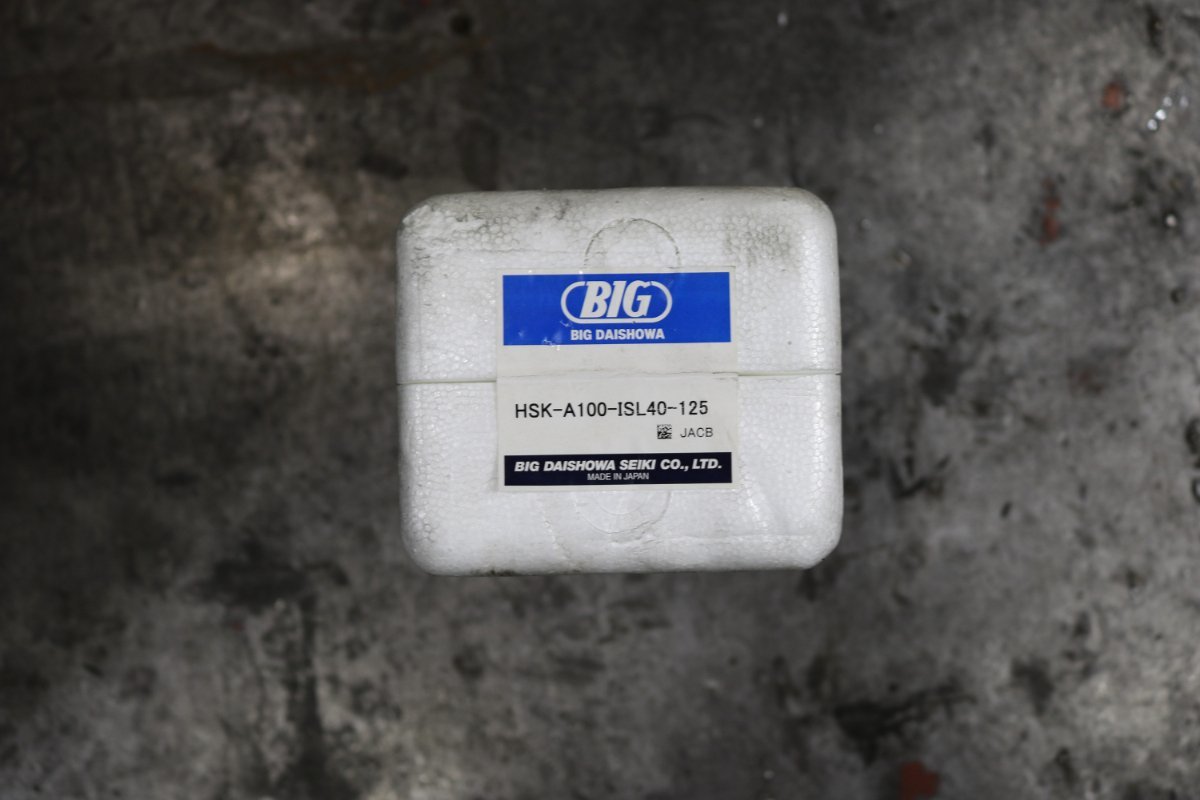 BIG
BIG DAISHOWA
HSK-A100-ISL40-125
JACB
BIG DAISHOWA SEIKI CO., LTD.
MADE IN JAPAN